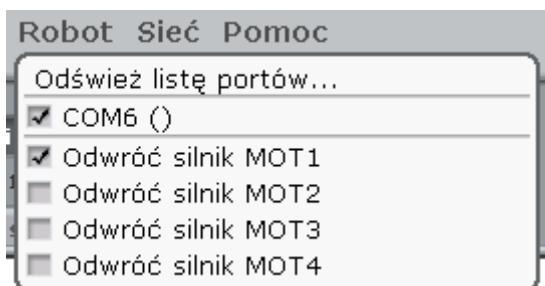 Robot Sieć Pomoc
Odśwież listę portów...
COM6 ()
Odwróć silnik MOT1
Odwróć silnik MOT2
Odwróć silnik MOT3
Odwróć silnik MOT4